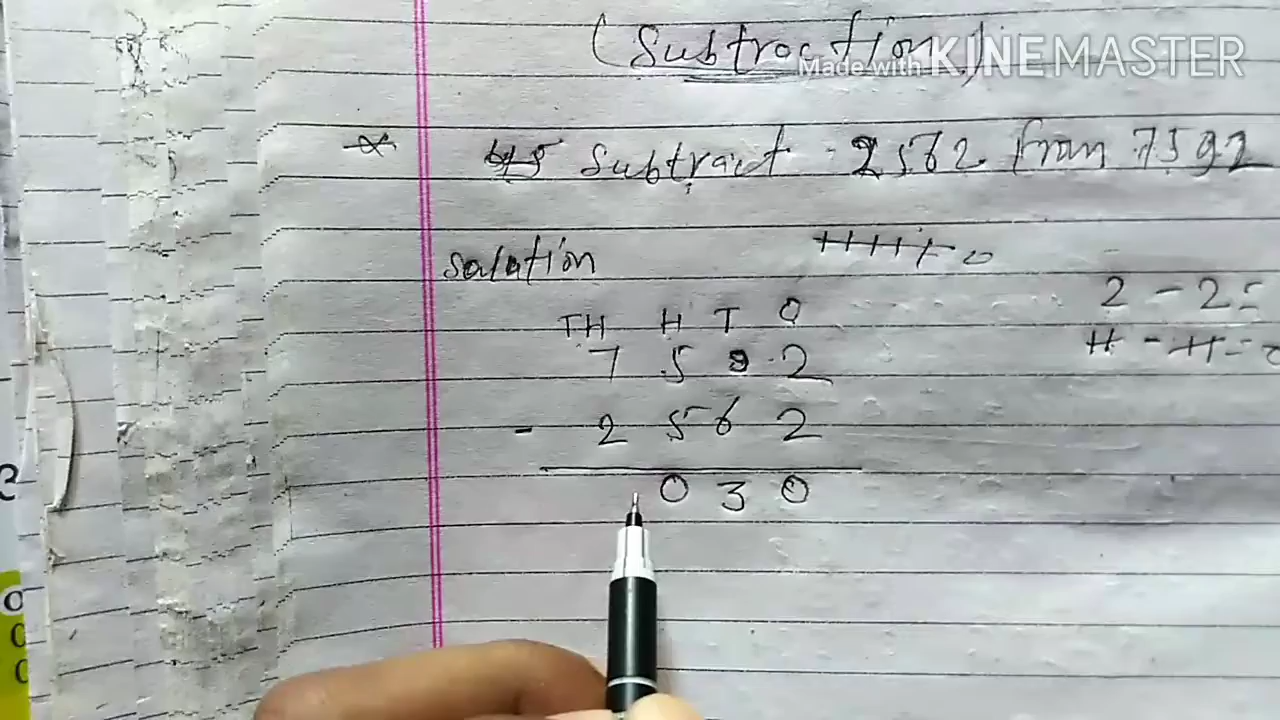 (Subtraction)
Made with KINEMASTER
Subtract 2562 from 7592
Solution
2 - 2 =
TH H T O
7 5 9 2
- 2 5 6 2
0 3 0